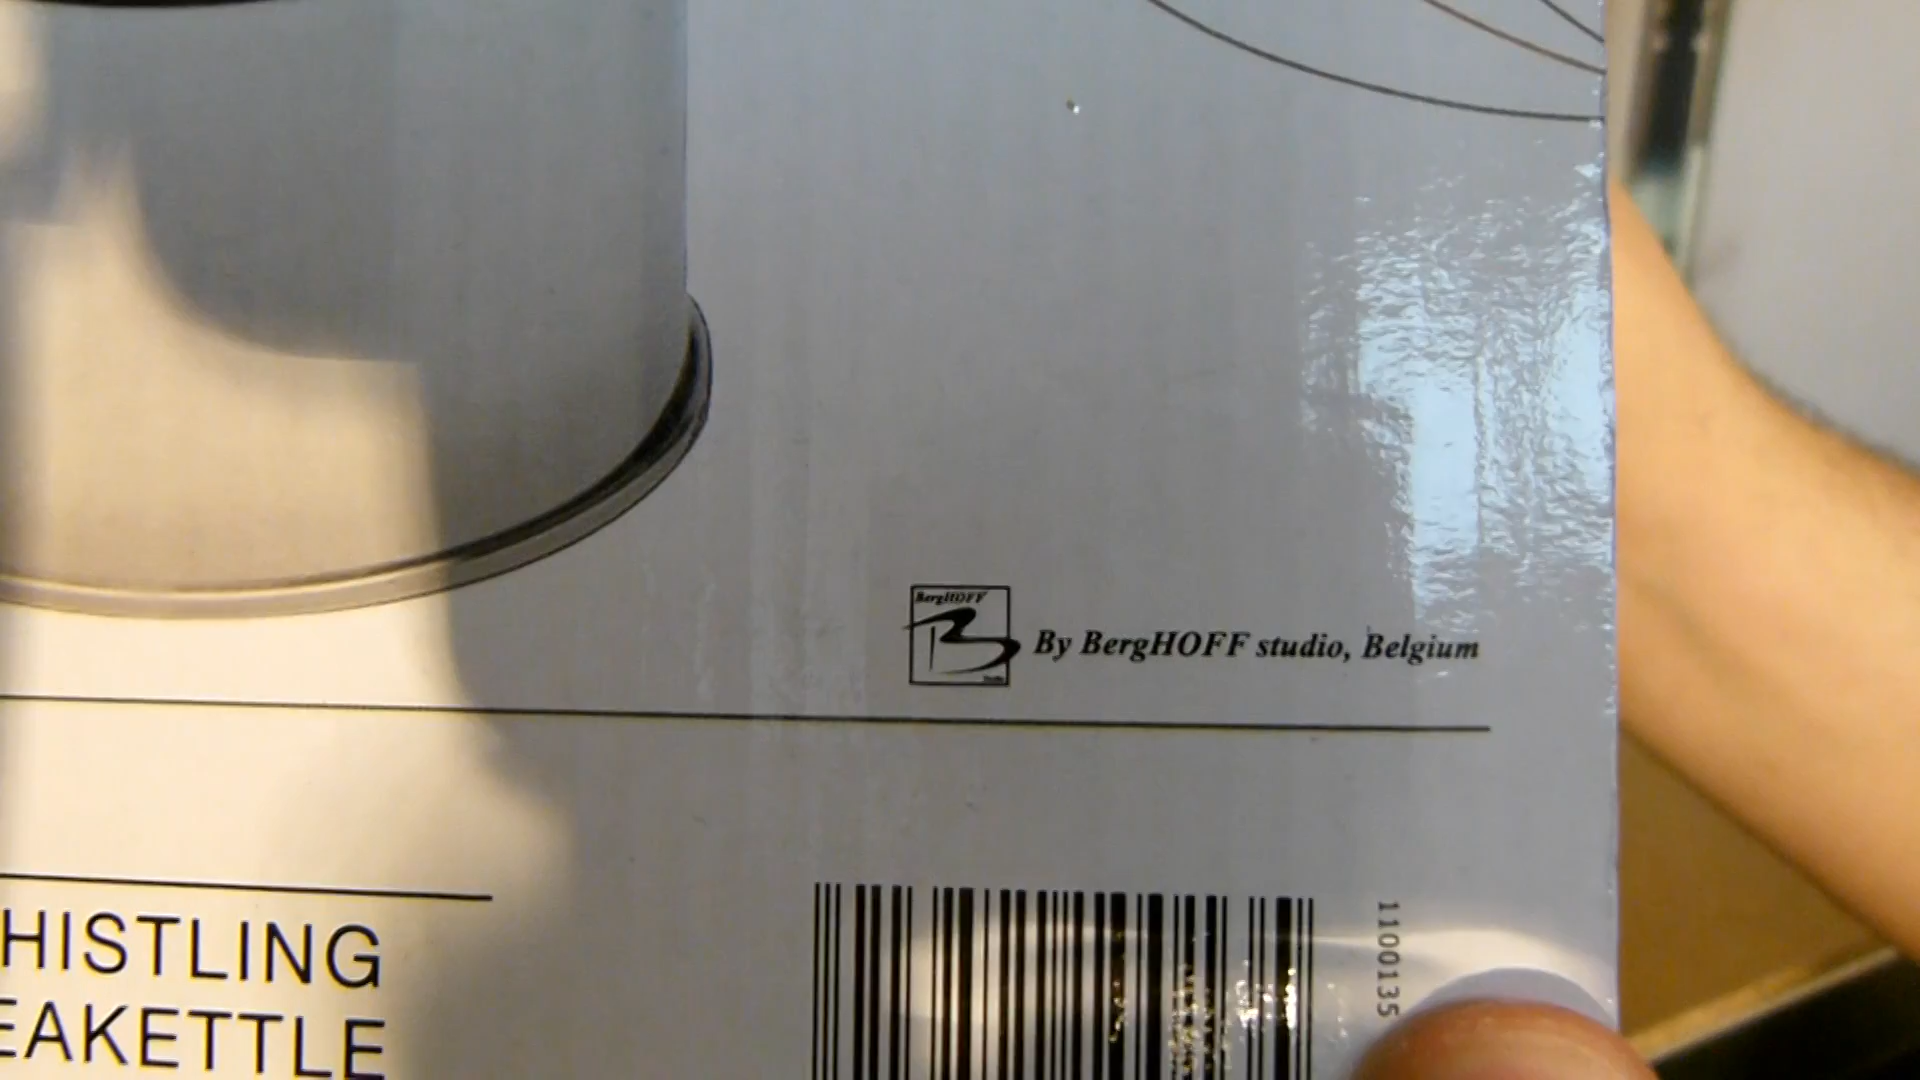 BergHOFF
By BergHOFF studio, Belgium
HISTLING
EAKETTLE
1100135